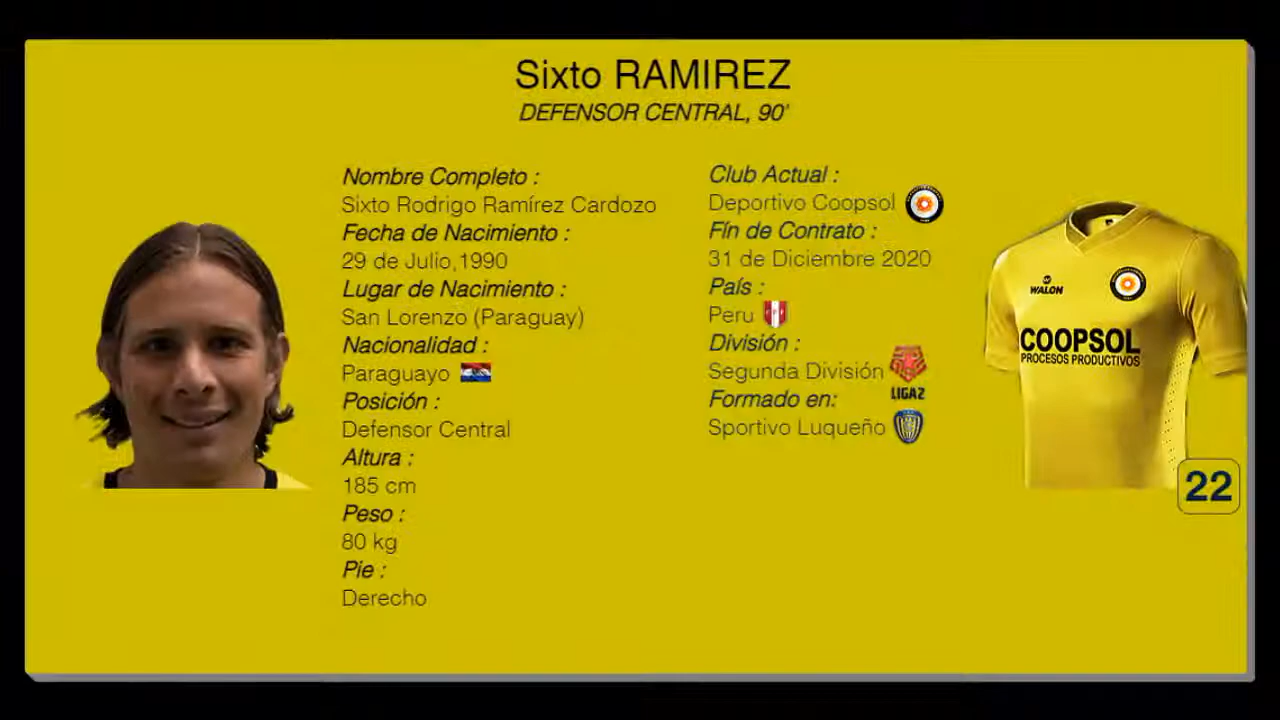 Sixto RAMIREZ
DEFENSOR CENTRAL, 90'
Nombre Completo :
Sixto Rodrigo Ramírez Cardozo
Fecha de Nacimiento :
29 de Julio,1990
Lugar de Nacimiento :
San Lorenzo (Paraguay)
Nacionalidad :
Paraguayo
Posición :
Defensor Central
Altura :
185 cm
Peso :
80 kg
Pie :
Derecho
Club Actual :
Deportivo Coopsol
Fín de Contrato :
31 de Diciembre 2020
País :
Peru
División :
Segunda División
LIGA2
Formado en:
Sportivo Luqueño
WALON
COOPSOL
PROCESOS PRODUCTIVOS
22